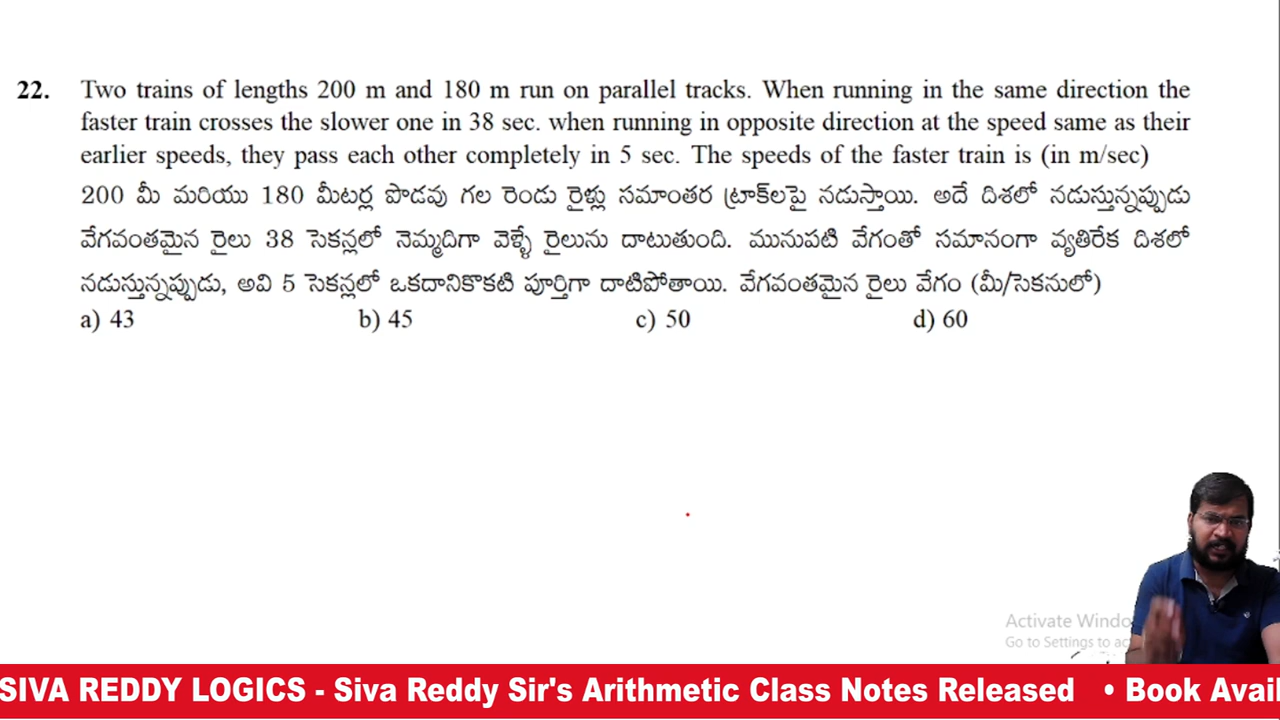 22. Two trains of lengths 200 m and 180 m run on parallel tracks. When running in the same direction the
faster train crosses the slower one in 38 sec. when running in opposite direction at the speed same as their
earlier speeds, they pass each other completely in 5 sec. The speeds of the faster train is (in m/sec)
200 మీ మరియు 180 మీటర్ల పొడవు గల రెండు రైళ్లు సమాంతర ట్రాక్‌లపై నడుస్తాయి. అదే దిశలో నడుస్తున్నప్పుడు
వేగవంతమైన రైలు 38 సెకన్లలో నెమ్మదిగా వెళ్ళే రైలును దాటుతుంది. మునుపటి వేగంతో సమానంగా వ్యతిరేక దిశలో
నడుస్తున్నప్పుడు, అవి 5 సెకన్లలో ఒకదానికొకటి పూర్తిగా దాటిపోతాయి. వేగవంతమైన రైలు వేగం (మీ/సెకనులో)
a) 43 b) 45 c) 50 d) 60
Activate Windo
Go to Settings to ac
SIVA REDDY LOGICS - Siva Reddy Sir's Arithmetic Class Notes Released • Book Avail